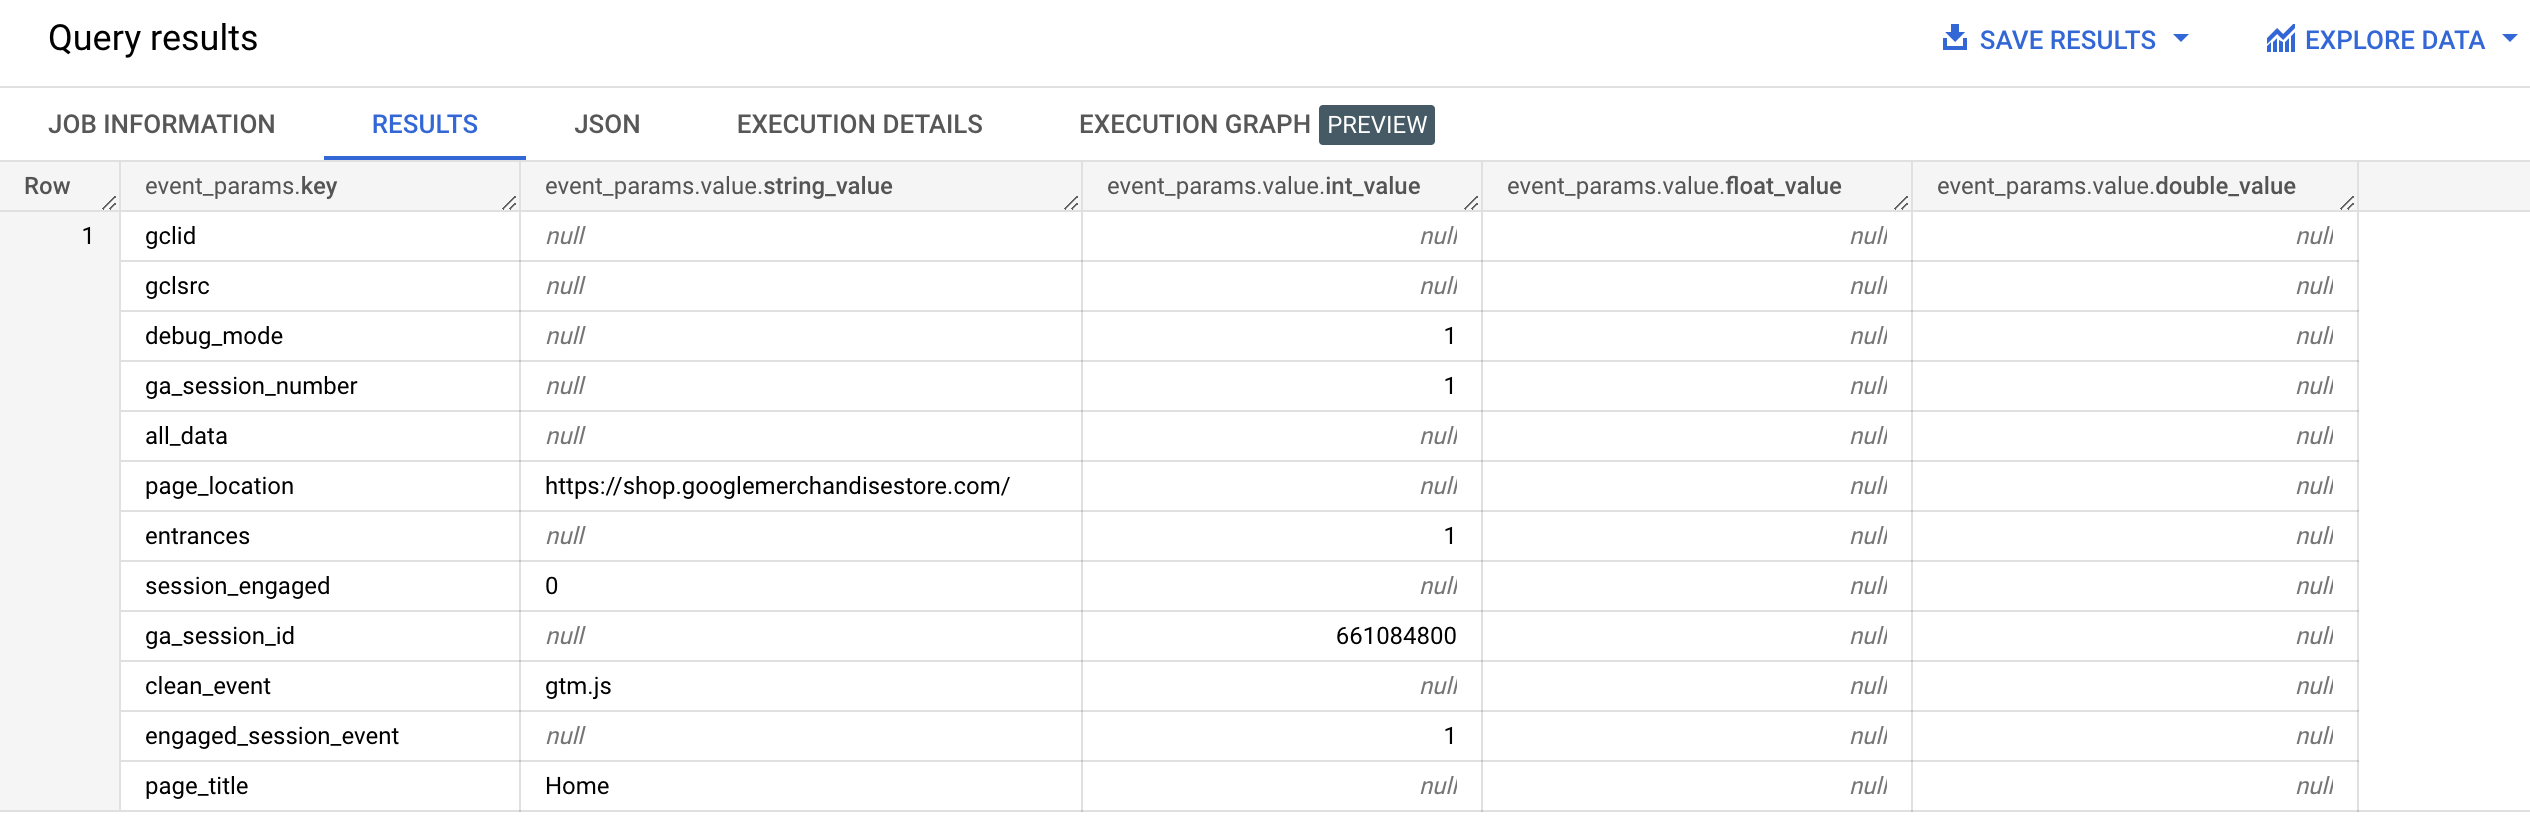 Query results
SAVE RESULTS
EXPLORE DATA
JOB INFORMATION RESULTS JSON EXECUTION DETAILS EXECUTION GRAPH PREVIEW
Row event_params.key event_params.value.string_value event_params.value.int_value event_params.value.float_value event_params.value.double_value
1 gclid null null null null
gclsrc null null null null
debug_mode null 1 null null
ga_session_number null 1 null null
all_data null null null null
page_location https://shop.googlemerchandisestore.com/ null null null
entrances null 1 null null
session_engaged 0 null null null
ga_session_id null 661084800 null null
clean_event gtm.js null null null
engaged_session_event null 1 null null
page_title Home null null null